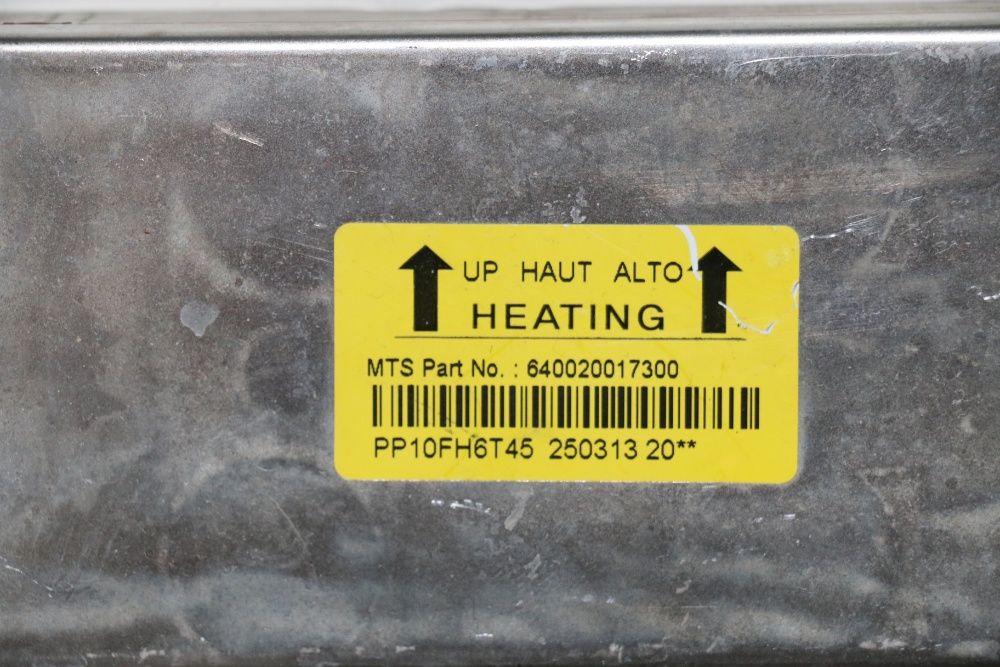 UP HAUT ALTO
HEATING
MTS Part No. : 640020017300
PP10FH6T45 250313 20**